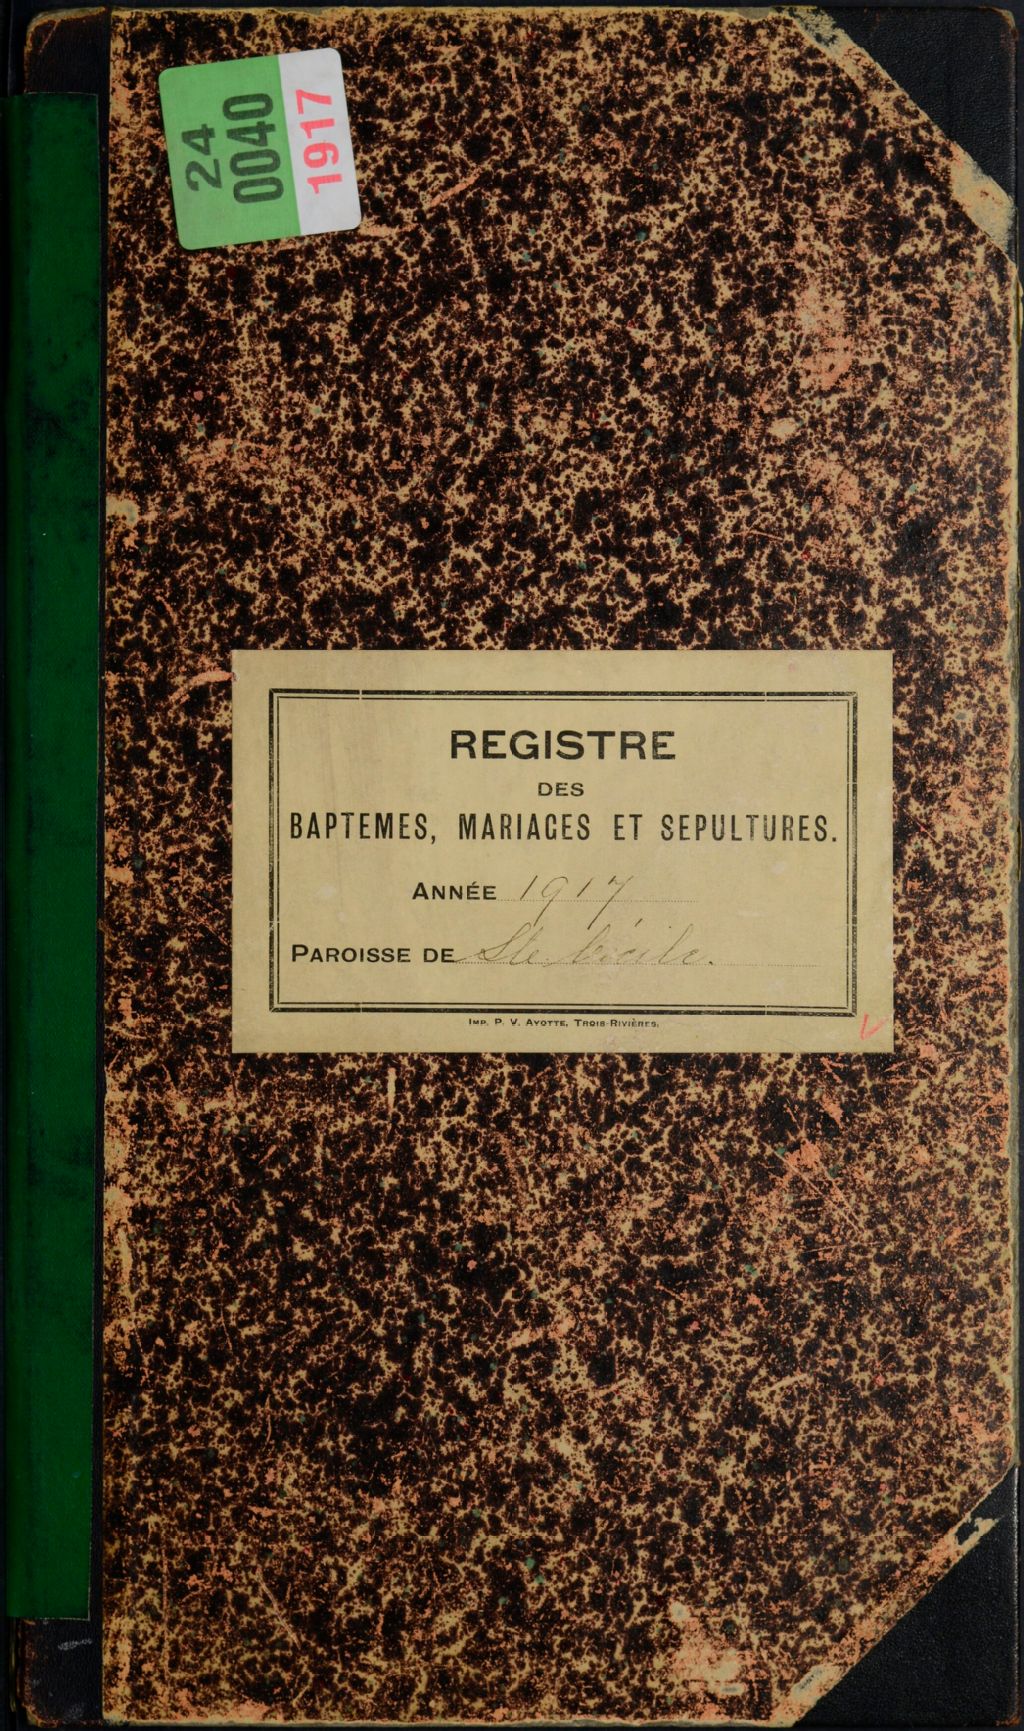 24
0040
1917
REGISTRE
DES
BAPTEMES, MARIAGES ET SEPULTURES.
ANNÉE 1917
PAROISSE DE Ste Cécile.
IMP. P. V. AYOTTE, TROIS-RIVIÈRES.